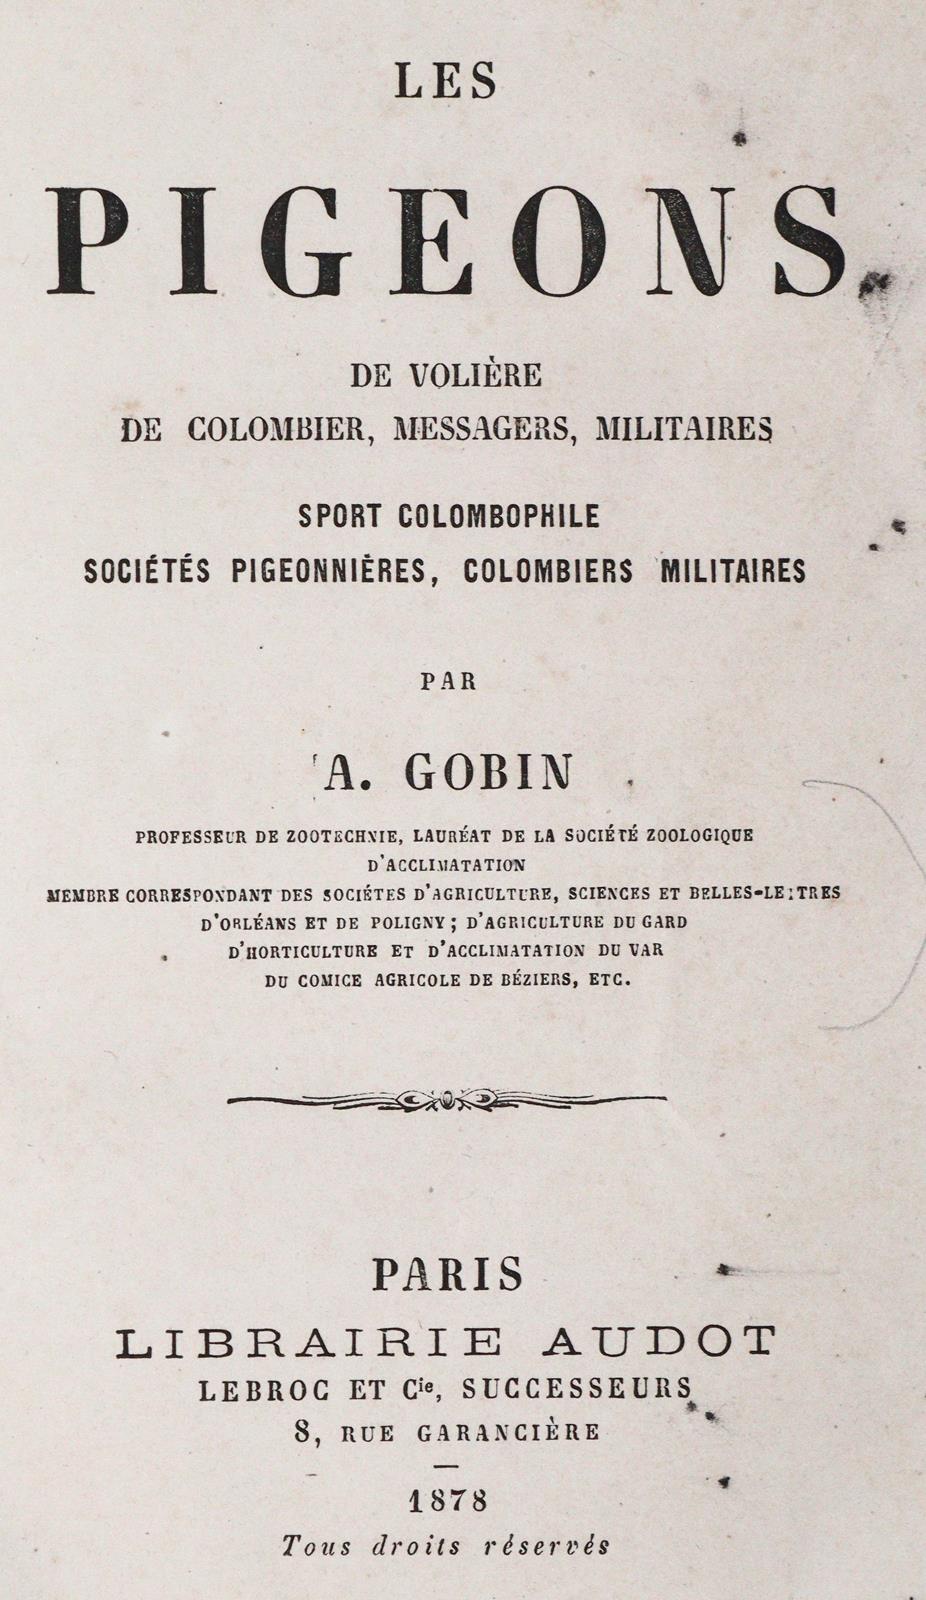 LES
PIGEONS
DE VOLIÈRE
DE COLOMBIER, MESSAGERS, MILITAIRES
SPORT COLOMBOPHILE
SOCIÉTÉS PIGEONNIÈRES, COLOMBIERS MILITAIRES
PAR
A. GOBIN
PROFESSEUR DE ZOOTECHNIE, LAURÉAT DE LA SOCIÉTÉ ZOOLOGIQUE
D'ACCLIMATATION
MEMBRE CORRESPONDANT DES SOCIÉTES D'AGRICULTURE, SCIENCES ET BELLES-LETTRES
D'ORLÉANS ET DE POLIGNY; D'AGRICULTURE DU GARD
D'HORTICULTURE ET D'ACCLIMATATION DU VAR
DU COMICE AGRICOLE DE BÉZIERS, ETC.
PARIS
LIBRAIRIE AUDOT
LEBROC ET Cie, SUCCESSEURS
8, RUE GARANCIÈRE
1878
Tous droits réservés